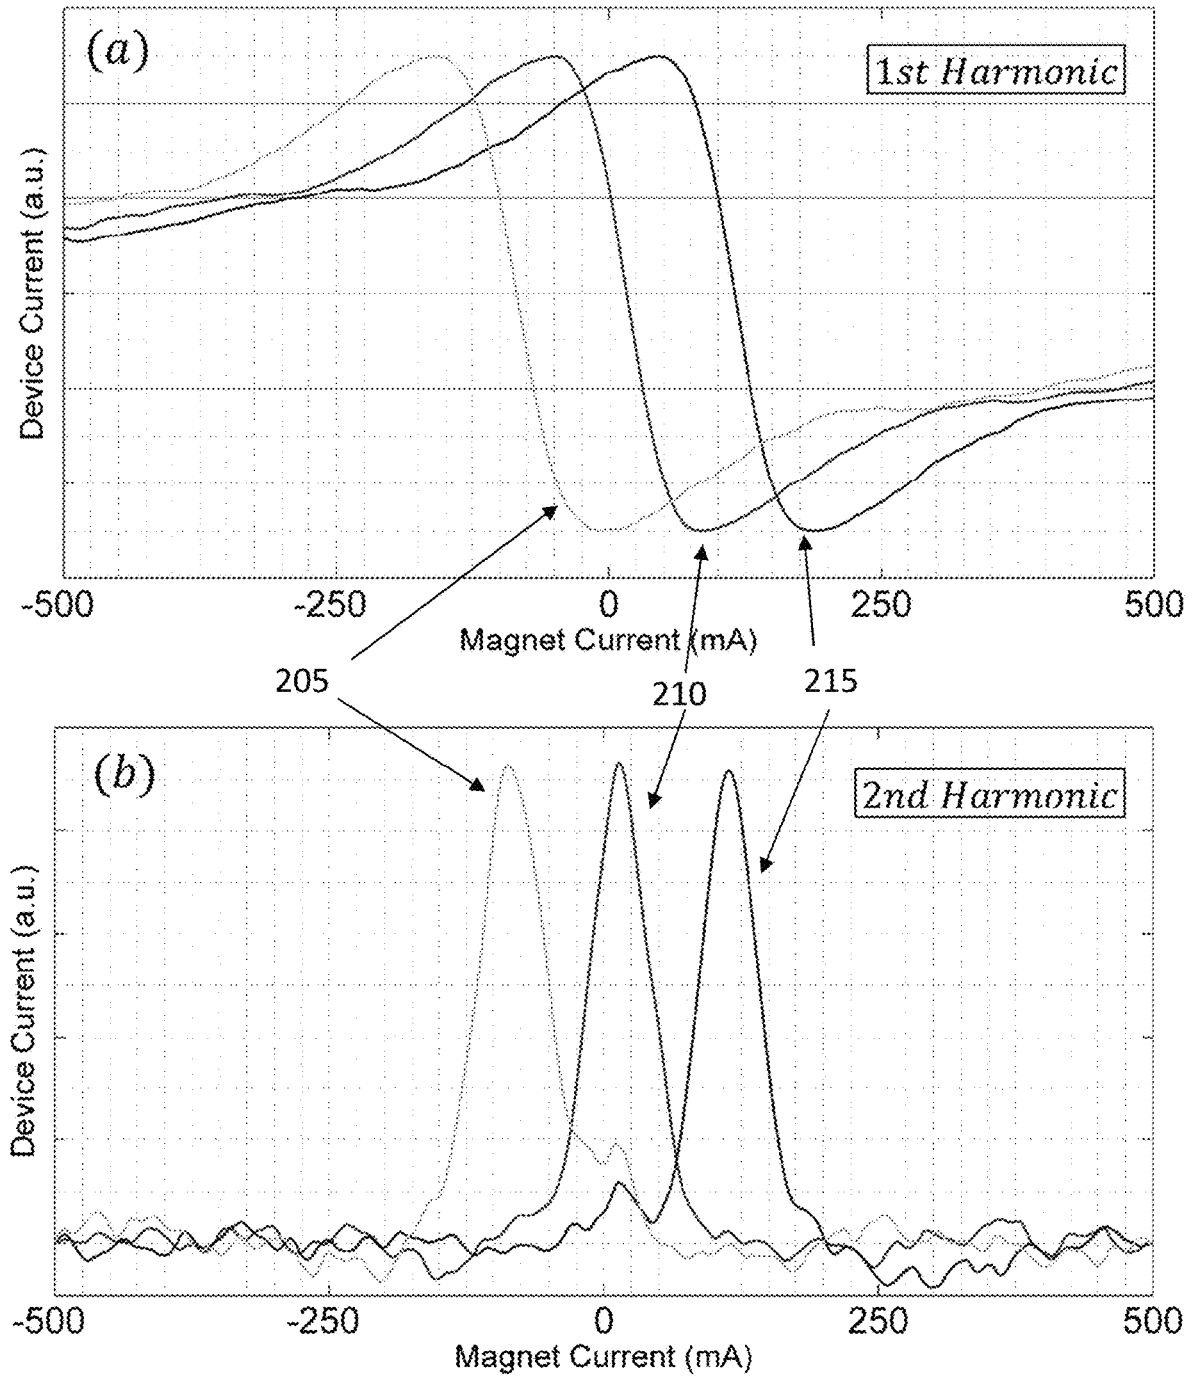 (a)
1st Harmonic
Device Current (a.u.)
-500 -250 0 250 500
Magnet Current (mA)
205 210 215
(b)
2nd Harmonic
Device Current (a.u.)
-500 -250 0 250 500
Magnet Current (mA)